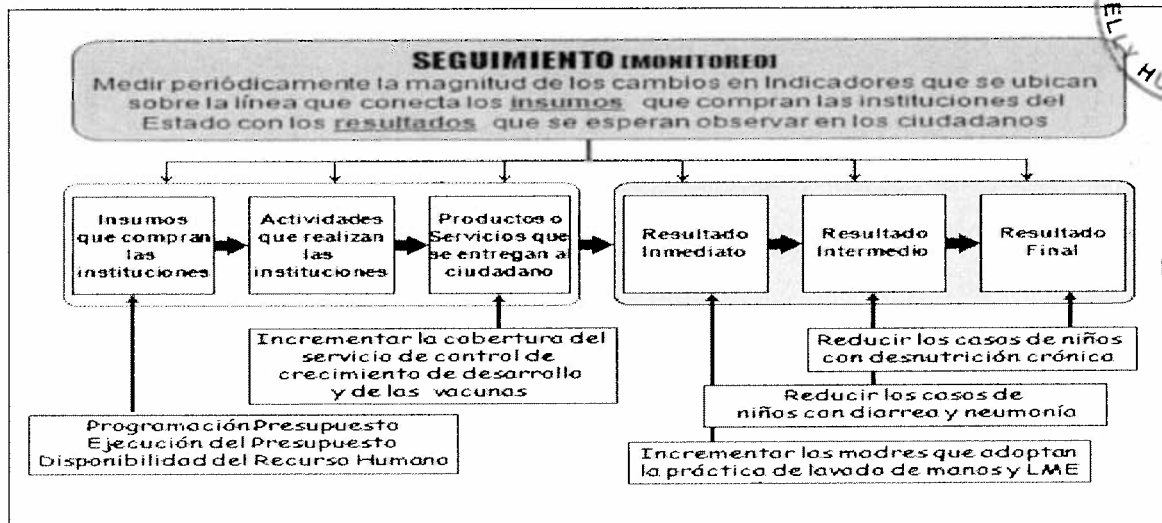 SEGUIMIENTO [MONITOREO]
Medir periódicamente la magnitud de los cambios en Indicadores que se ubican
sobre la línea que conecta los insumos que compran las instituciones del
Estado con los resultados que se esperan observar en los ciudadanos
Insumos
que compran
las
instituciones
Actividades
que realizan
las
instituciones
Productos o
Servicios que
se entregan al
ciudadano
Resultado
Inmediato
Resultado
Intermedio
Resultado
Final
Incrementar la cobertura del
servicio de control de
crecimiento de desarrollo
y de las vacunas
Reducir los casos de niños
con desnutrición crónica
Reducir los casos de
niños con diarrea y neumonía
Programación Presupuesto
Ejecución del Presupuesto
Disponibilidad del Recurso Humano
Incrementar las madres que adoptan
la práctica de lavado de manos y LME